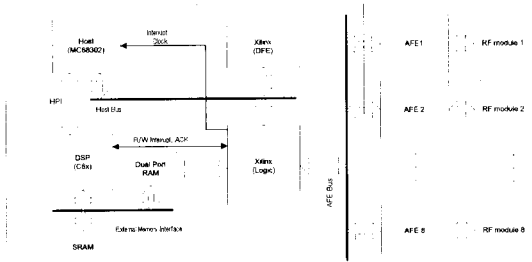 Host
(MC68302)
Interrupt
Clock
Xilinx
(DFE)
AFE 1
RF module 1
HPI
Host Bus
AFE 2
RF module 2
R/W Interrupt, ACK
DSP
(C6x)
Dual Port
RAM
Xilinx
(Logic)
AFE Bus
External Memory Interface
SRAM
AFE 8
RF module 8